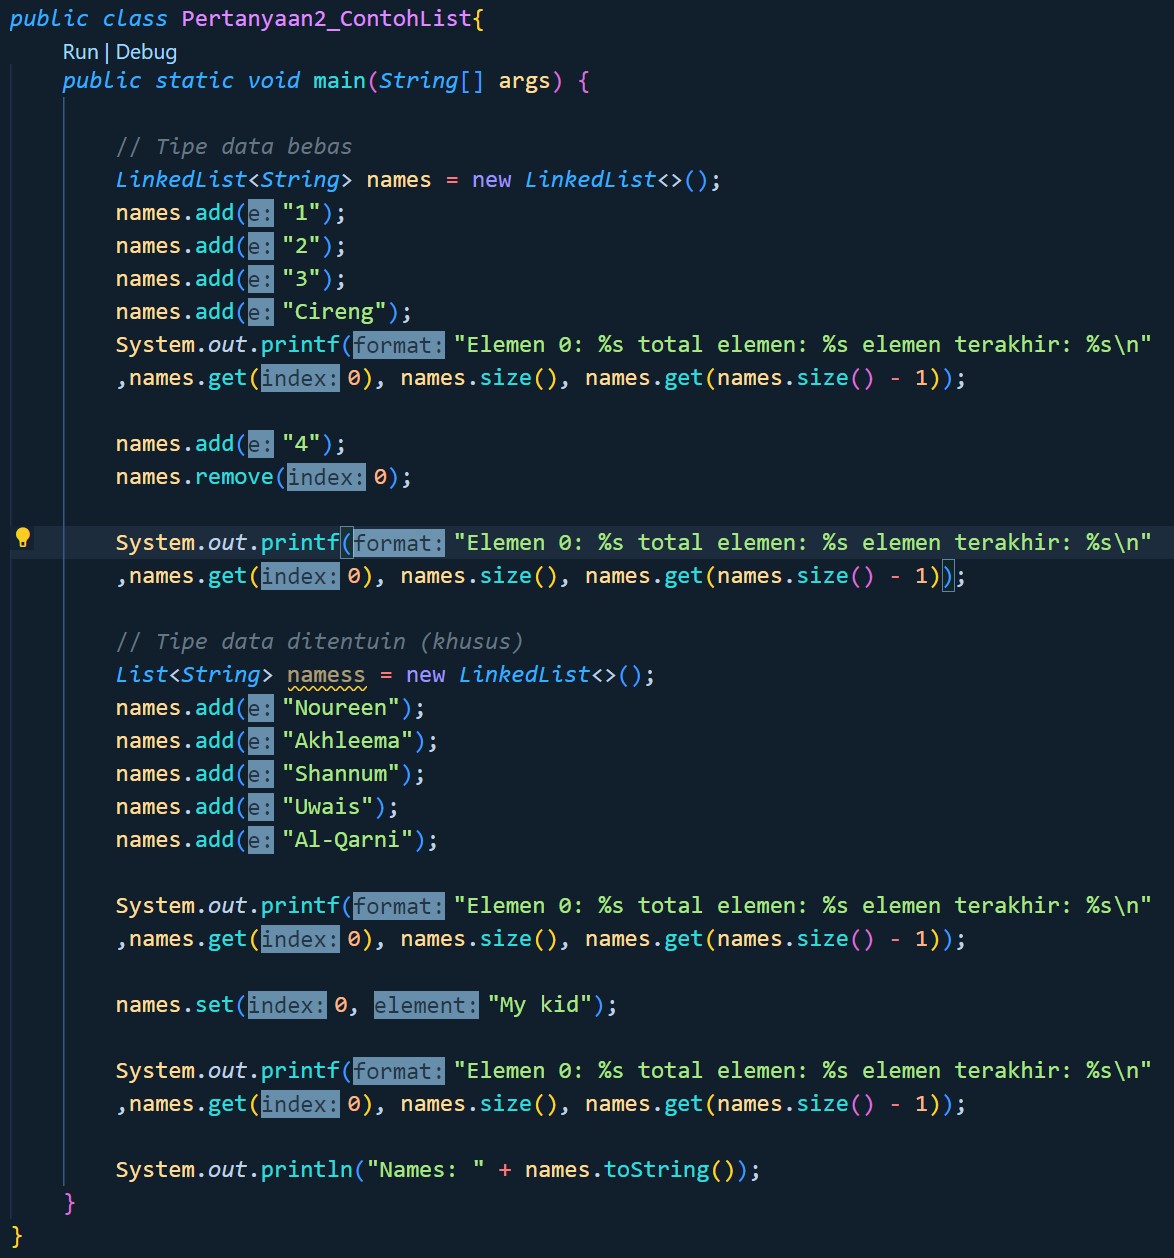 public class Pertanyaan2_ContohList{
Run | Debug
public static void main(String[] args) {
// Tipe data bebas
LinkedList<String> names = new LinkedList<>();
names.add(e: "1");
names.add(e: "2");
names.add(e: "3");
names.add(e: "Cireng");
System.out.printf(format: "Elemen 0: %s total elemen: %s elemen terakhir: %s\n"
,names.get(index: 0), names.size(), names.get(names.size() - 1));
names.add(e: "4");
names.remove(index: 0);
System.out.printf(format: "Elemen 0: %s total elemen: %s elemen terakhir: %s\n"
,names.get(index: 0), names.size(), names.get(names.size() - 1));
// Tipe data ditentuin (khusus)
List<String> namess = new LinkedList<>();
names.add(e: "Noureen");
names.add(e: "Akhleema");
names.add(e: "Shannum");
names.add(e: "Uwais");
names.add(e: "Al-Qarni");
System.out.printf(format: "Elemen 0: %s total elemen: %s elemen terakhir: %s\n"
,names.get(index: 0), names.size(), names.get(names.size() - 1));
names.set(index: 0, element: "My kid");
System.out.printf(format: "Elemen 0: %s total elemen: %s elemen terakhir: %s\n"
,names.get(index: 0), names.size(), names.get(names.size() - 1));
System.out.println("Names: " + names.toString());
}
}